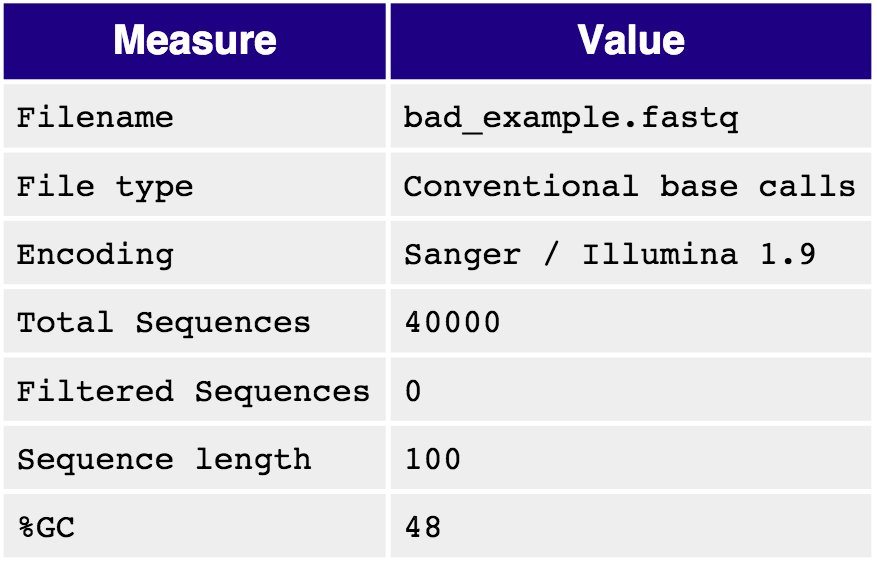 Measure Value
Filename bad_example.fastq
File type Conventional base calls
Encoding Sanger / Illumina 1.9
Total Sequences 40000
Filtered Sequences 0
Sequence length 100
%GC 48